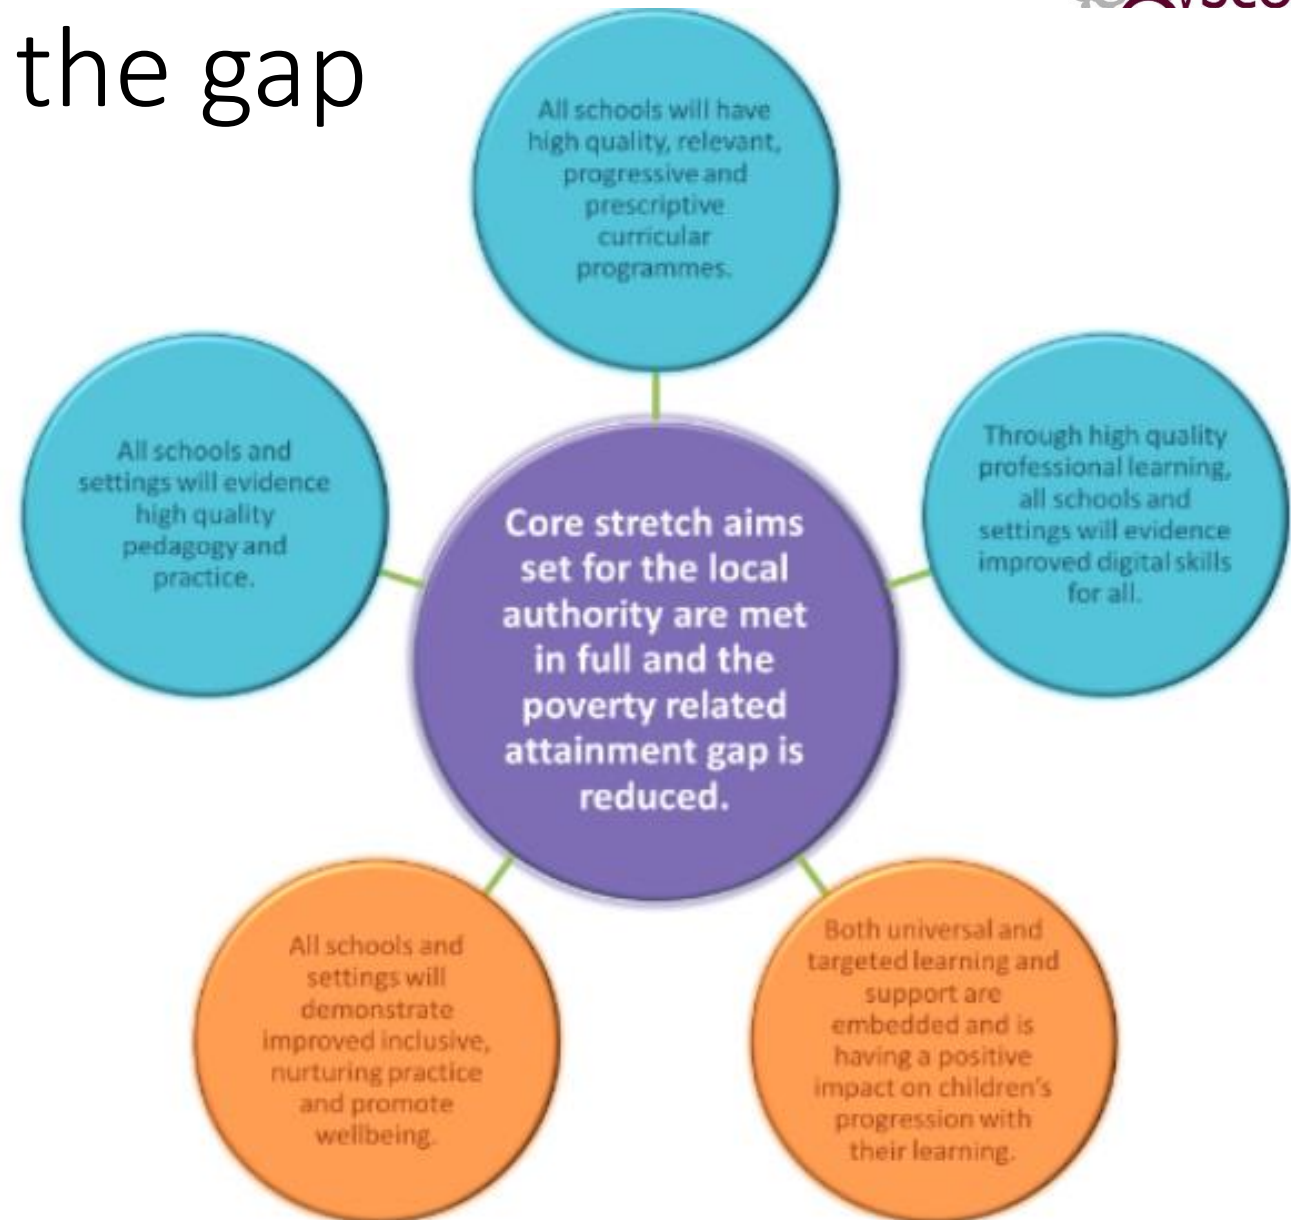 the gap
All schools will have
high quality, relevant,
progressive and
prescriptive
curricular
programmes.
All schools and
settings will evidence
high quality
pedagogy and
practice.
Through high quality
professional learning,
all schools and
settings will evidence
improved digital skills
for all.
Core stretch aims
set for the local
authority are met
in full and the
poverty related
attainment gap is
reduced.
All schools and
settings will
demonstrate
improved inclusive,
nurturing practice
and promote
wellbeing.
Both universal and
targeted learning and
support are
embedded and is
having a positive
impact on children's
progression with
their learning.